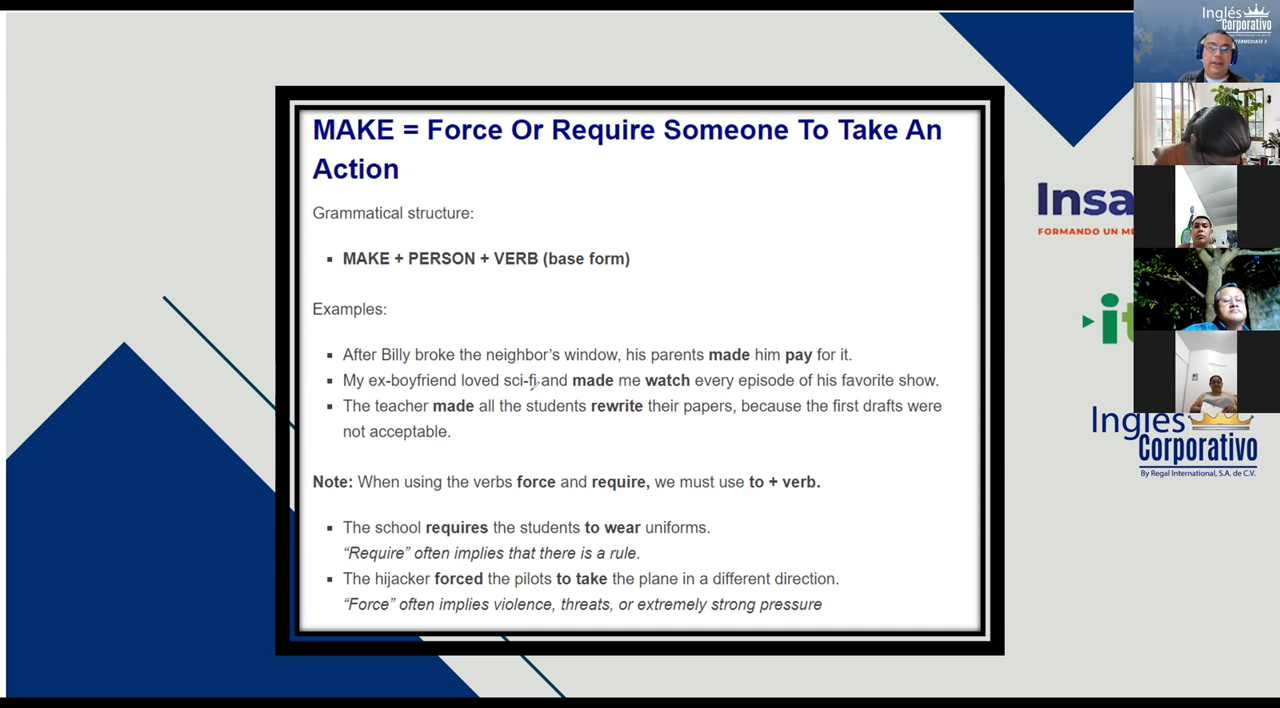 MAKE = Force Or Require Someone To Take An
Action
Grammatical structure:
MAKE + PERSON + VERB (base form)
Examples:
After Billy broke the neighbor's window, his parents made him pay for it.
My ex-boyfriend loved sci-fi and made me watch every episode of his favorite show.
The teacher made all the students rewrite their papers, because the first drafts were
not acceptable.
Note: When using the verbs force and require, we must use to + verb.
The school requires the students to wear uniforms.
“Require” often implies that there is a rule.
The hijacker forced the pilots to take the plane in a different direction.
“Force” often implies violence, threats, or extremely strong pressure
Inglés
Corporativo
INTERMEDIATE 3
Insa
FORMANDO UN ME
it
Inglés
Corporativo
By Regal International, S.A. de C.V.